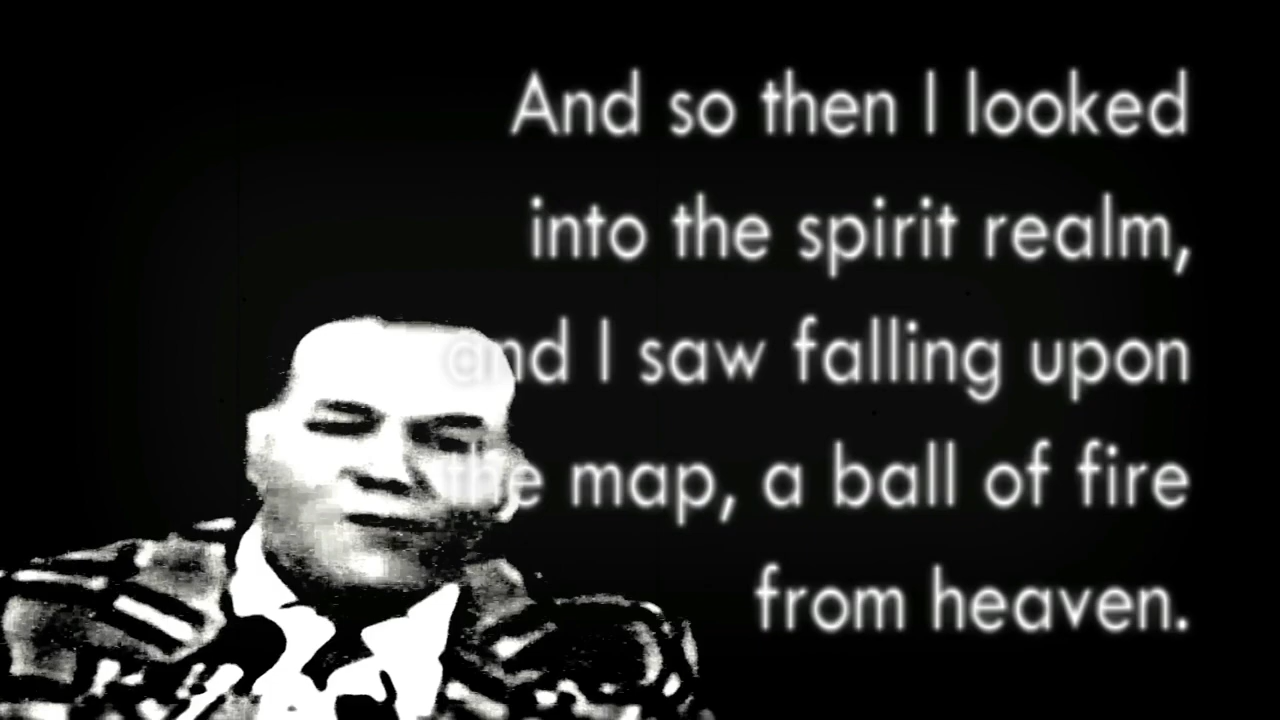 And so then I looked
into the spirit realm,
and I saw falling upon
the map, a ball of fire
from heaven.